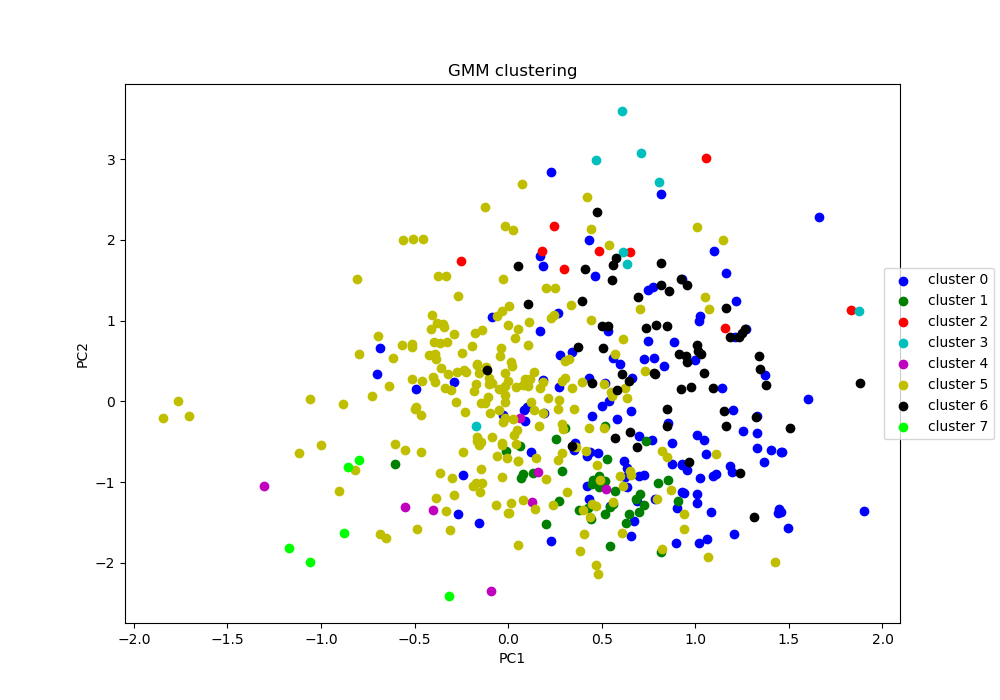 GMM clustering
PC2
3
2
1
0
−1
−2
−2.0
−1.5
−1.0
−0.5
0.0
0.5
1.0
1.5
2.0
PC1
cluster 0
cluster 1
cluster 2
cluster 3
cluster 4
cluster 5
cluster 6
cluster 7